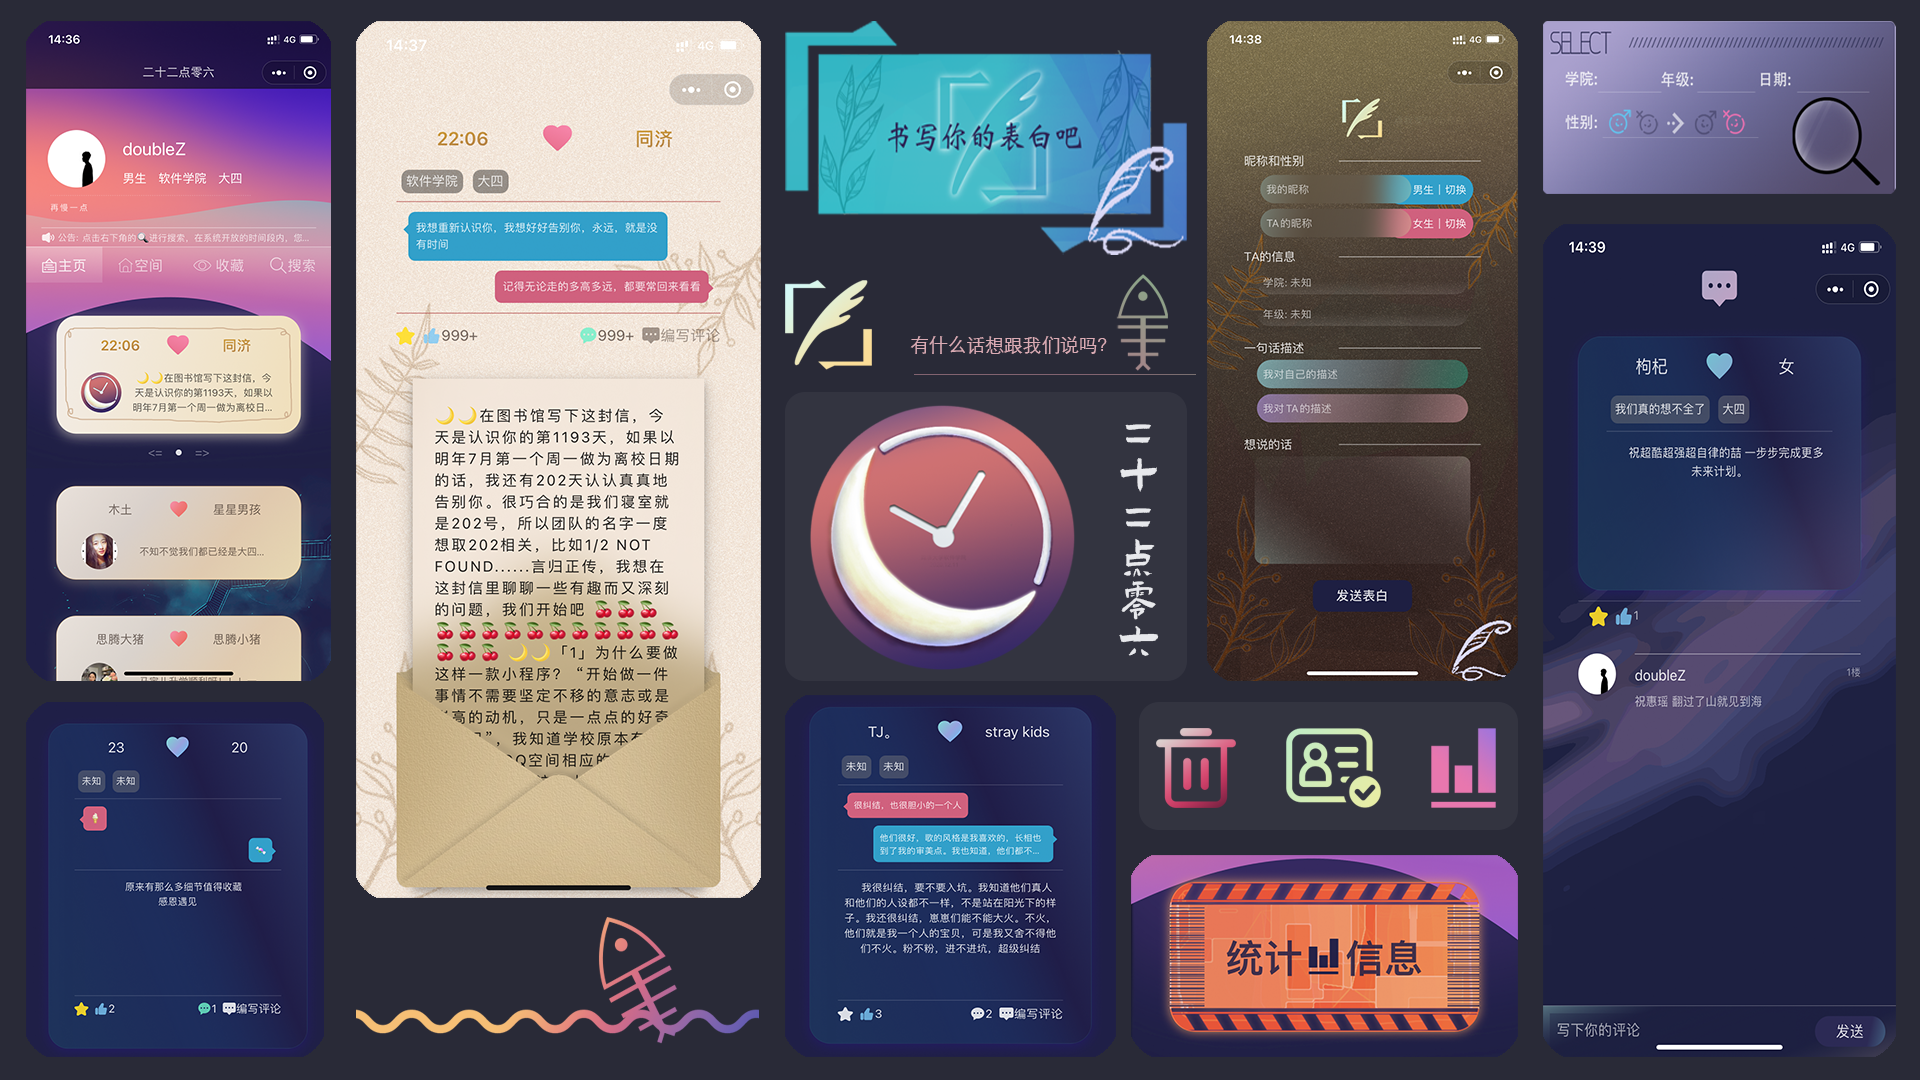 14:36
4G
二十二点零六
doubleZ
男生 软件学院 大四
再慢一点
公告: 点击右下角的🔍进行搜索，在系统开放的时间段内，您...
主页 空间 收藏 搜索
22:06 同济
🌙🌙在图书馆写下这封信，今
天是认识你的第1193天，如果以
明年7月第一个周一做为离校日...
<= =>
木土 星星男孩
不知不觉我们都已经是大四...
思腾大猪 思腾小猪
23 20
未知 未知
原来有那么多细节值得收藏
感恩遇见
2 1 编写评论
14:37
4G
22:06 同济
软件学院 大四
我想重新认识你，我想好好告别你，永远，就是没
有时间
记得无论走的多高多远，都要常回来看看
999+ 999+ 编写评论
🌙🌙在图书馆写下这封信，今
天是认识你的第1193天，如果以
明年7月第一个周一做为离校日期
的话，我还有202天认认真真地
告别你。很巧合的是我们寝室就
是202号，所以团队的名字一度
想取202相关，比如1/2 NOT
FOUND......言归正传，我想在
这封信里聊聊一些有趣而又深刻
的问题，我们开始吧 🍒🍒🍒
🍒🍒🍒🍒🍒🍒🍒🍒🍒🍒🍒
🍒🍒🍒🌙🌙「1」为什么要做
这样一款小程序？“开始做一件
事情不需要坚定不移的意志或是
高的动机，只是一点点的好奇
”，我知道学校原本有
Q空间相应的
书写你的表白吧
有什么话想跟我们说吗?
二十二点零六
TJ。 stray kids
未知 未知
很纠结，也很胆小的一个人
他们很好，歌的风格是我喜欢的，长相也
到了我的审美点。我也知道，他们都不...
我很纠结，要不要入坑。我知道他们真人
和他们的人设都不一样，不是站在阳光下的样
子。我还很纠结，崽崽们能不能大火。不火，
他们就是我一个人的宝贝，可是我又舍不得他
们不火。粉不粉，进不进坑，超级纠结
3 2 编写评论
14:38
4G
昵称和性别
我的昵称 男生 | 切换
TA的昵称 女生 | 切换
TA的信息
学院: 未知
年级: 未知
一句话描述
我对自己的描述
我对TA的描述
想说的话
发送表白
统计信息
SELECT
学院: 年级: 日期:
性别:
14:39
4G
枸杞 女
我们真的想不全了 大四
祝超酷超强超自律的喆 一步步完成更多
未来计划。
1
doubleZ 1楼
祝惠瑶 翻过了山就见到海
写下你的评论 发送